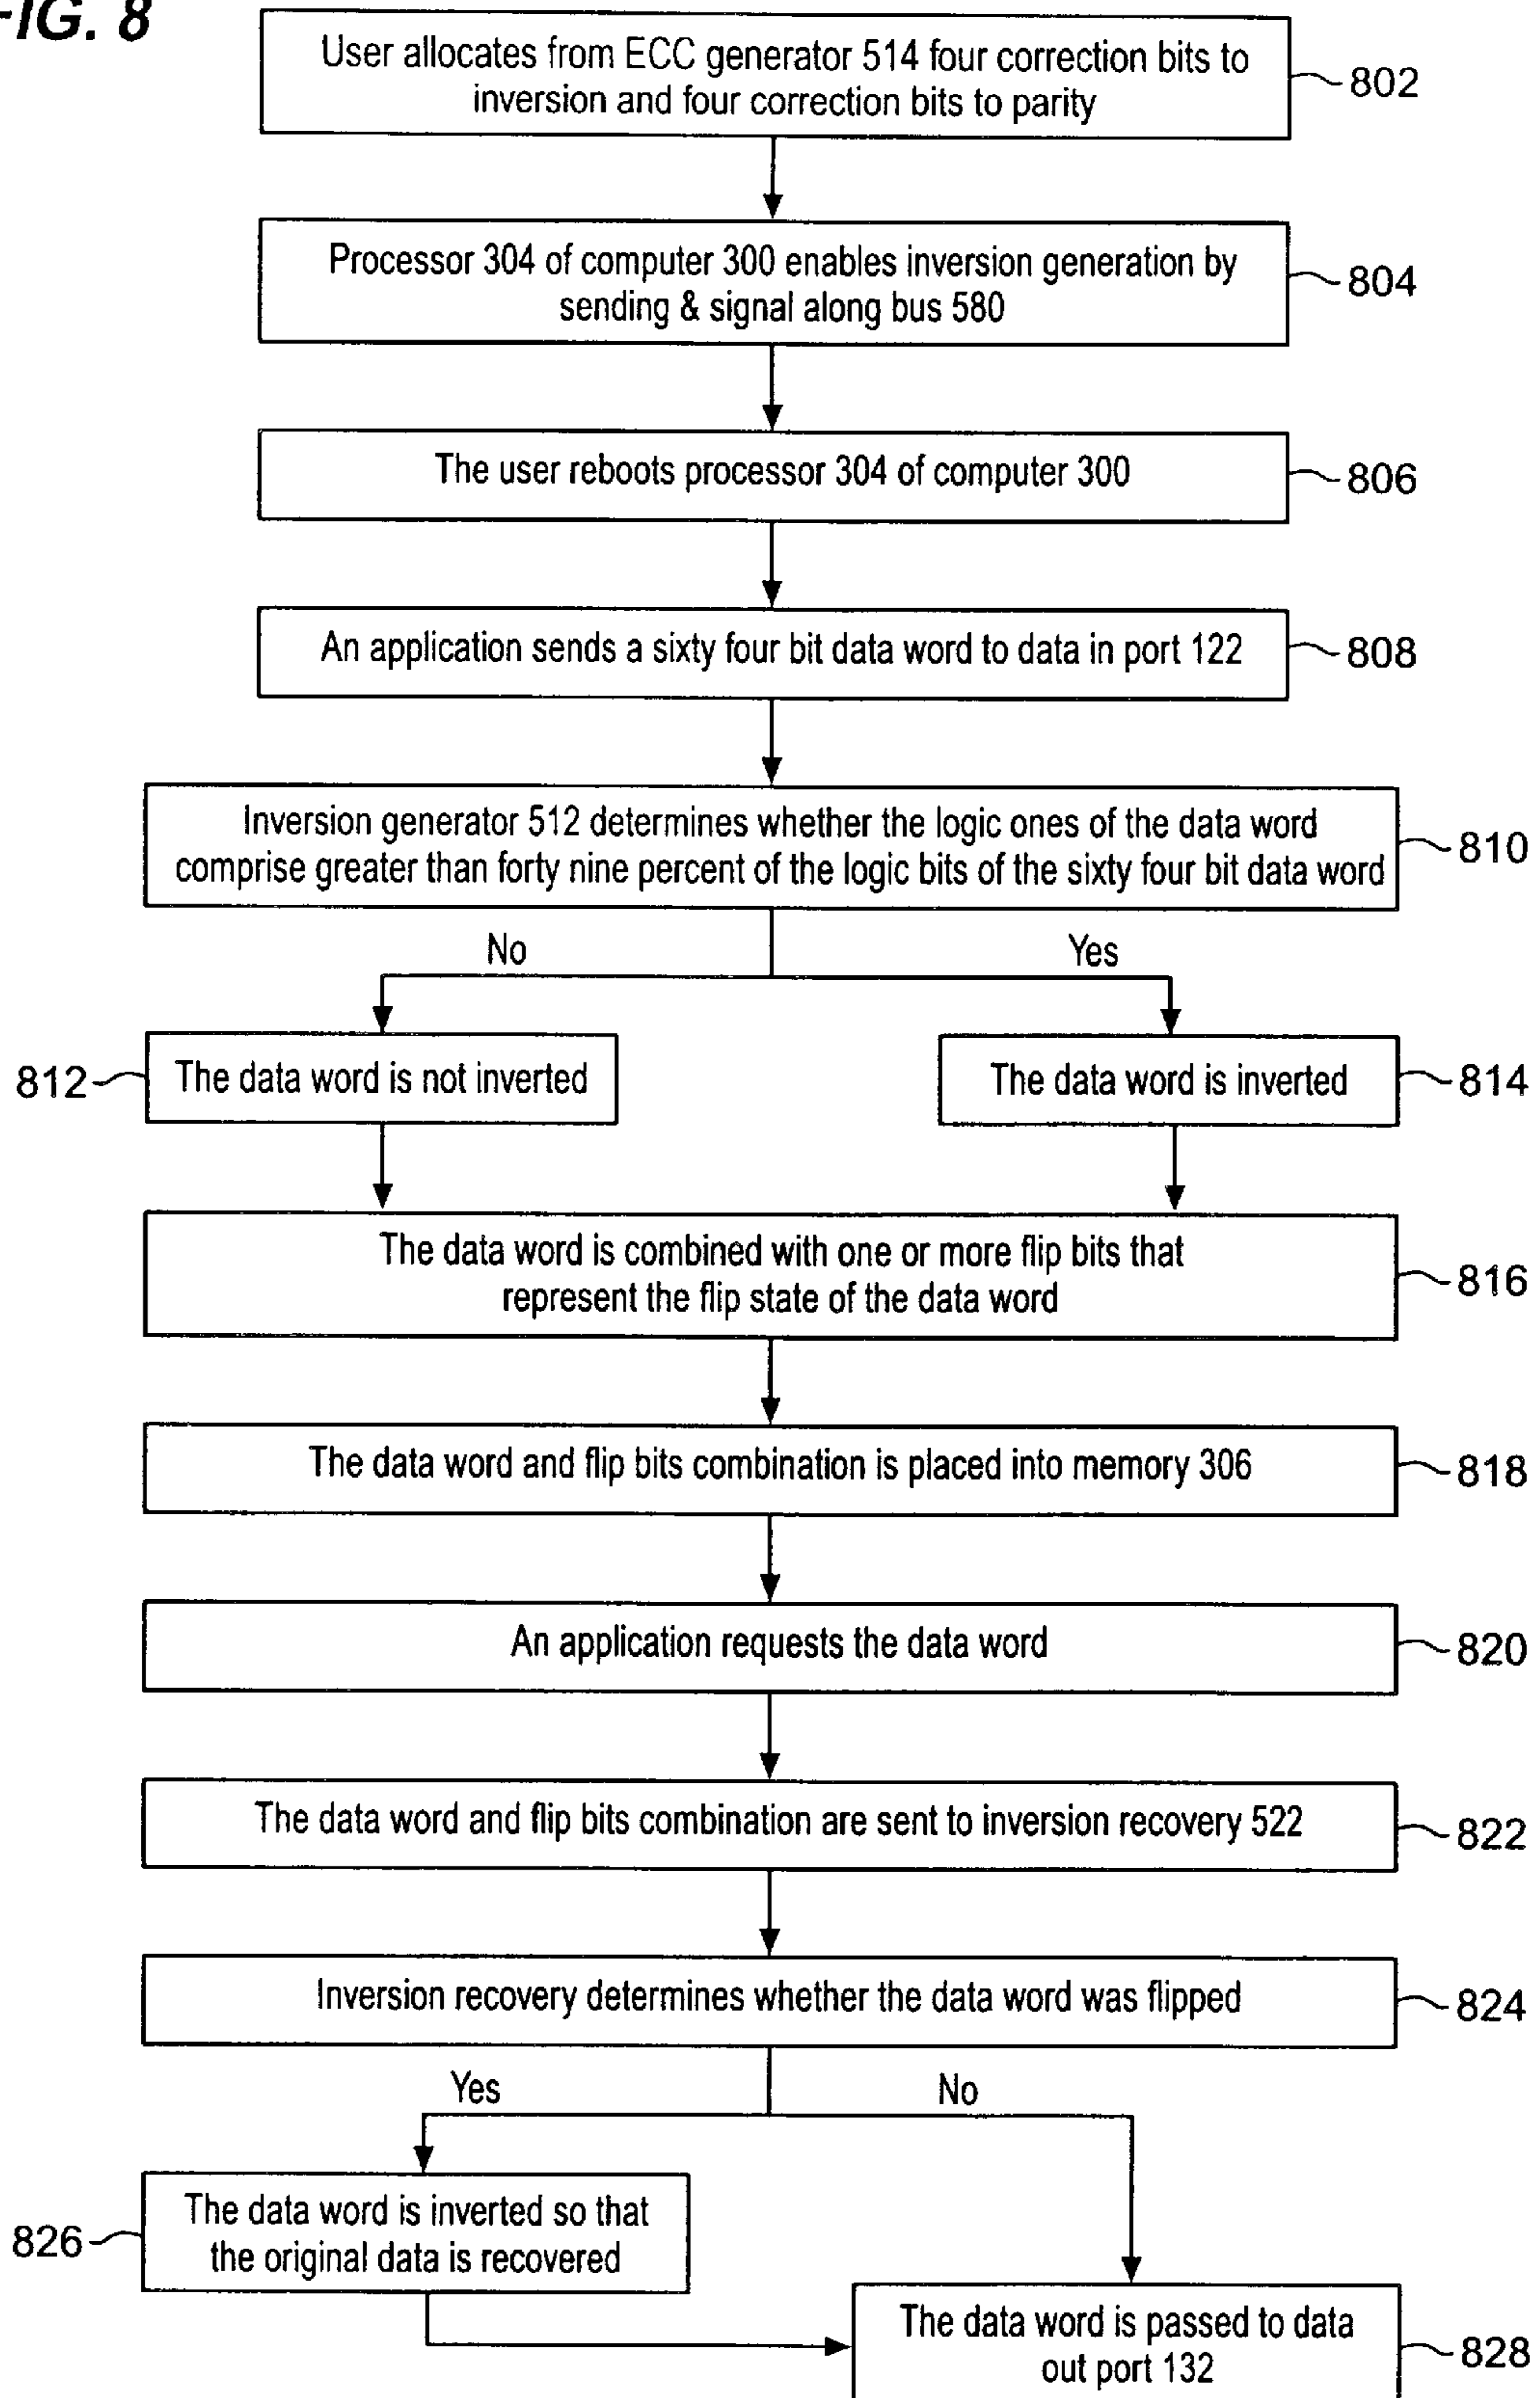 FIG. 8
User allocates from ECC generator 514 four correction bits to
inversion and four correction bits to parity
802
Processor 304 of computer 300 enables inversion generation by
sending & signal along bus 580
804
The user reboots processor 304 of computer 300
806
An application sends a sixty four bit data word to data in port 122
808
Inversion generator 512 determines whether the logic ones of the data word
comprise greater than forty nine percent of the logic bits of the sixty four bit data word
810
No
Yes
812
The data word is not inverted
The data word is inverted
814
The data word is combined with one or more flip bits that
represent the flip state of the data word
816
The data word and flip bits combination is placed into memory 306
818
An application requests the data word
820
The data word and flip bits combination are sent to inversion recovery 522
822
Inversion recovery determines whether the data word was flipped
824
Yes
No
826
The data word is inverted so that
the original data is recovered
The data word is passed to data
out port 132
828